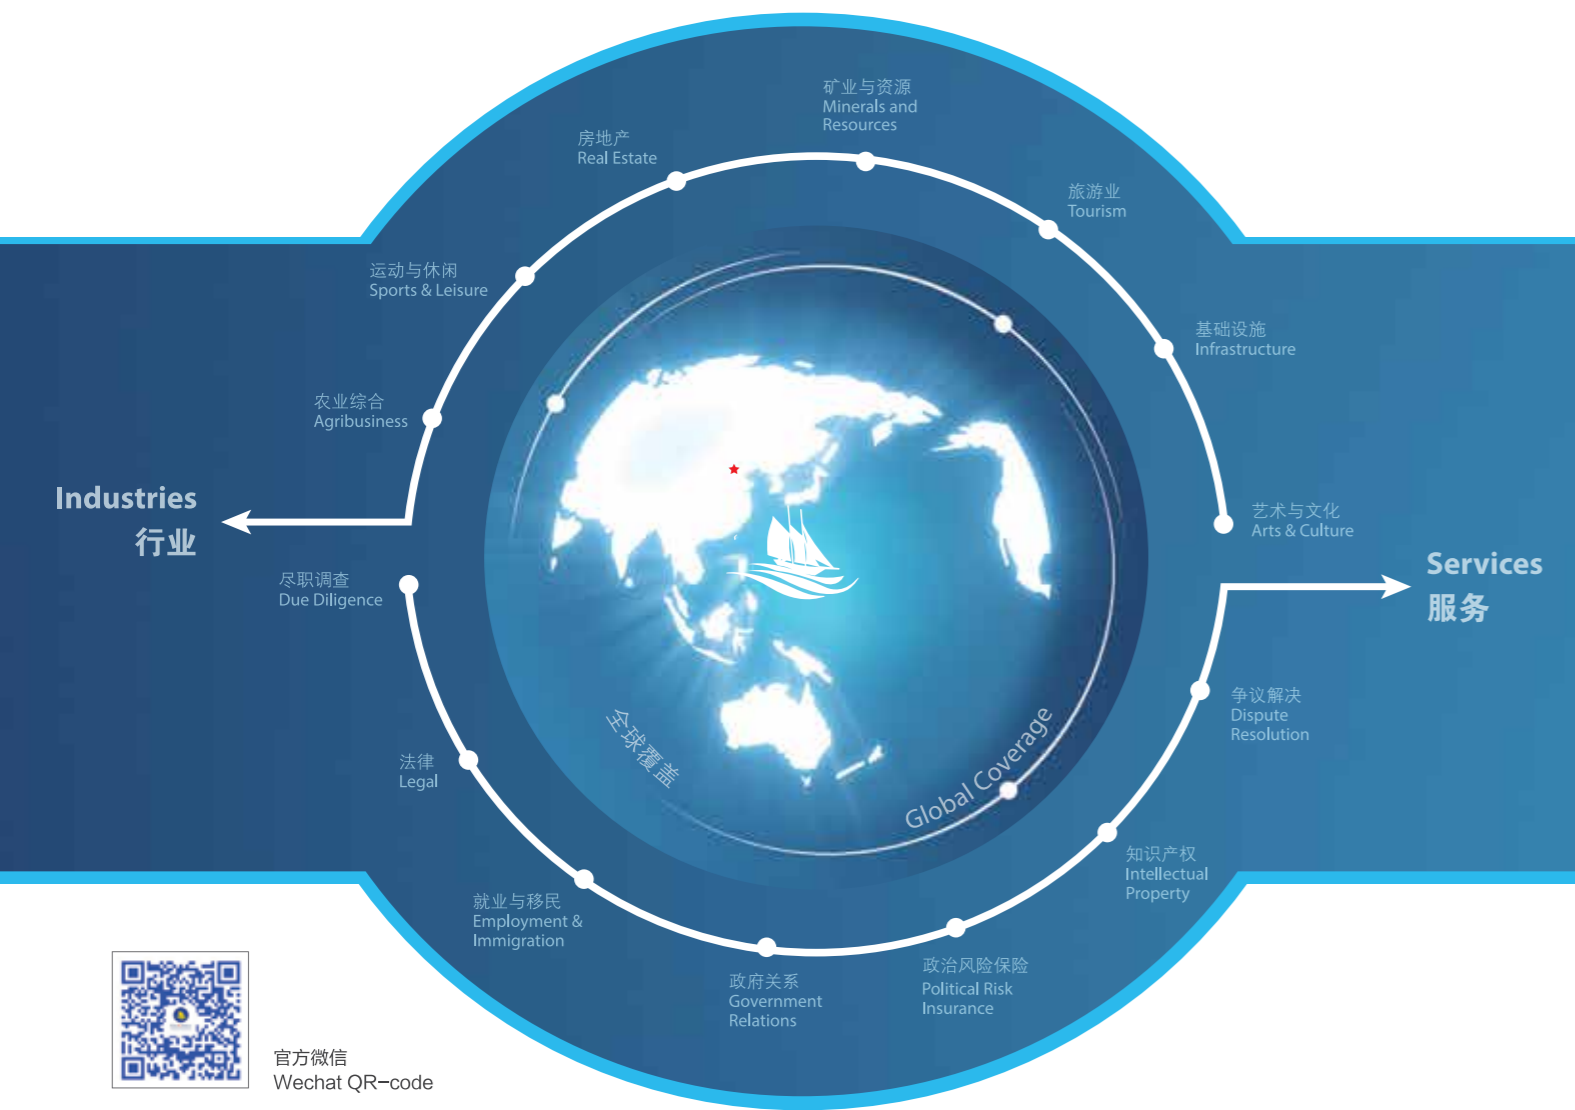 矿业与资源
Minerals and
Resources
房地产
Real Estate
旅游业
Tourism
运动与休闲
Sports & Leisure
基础设施
Infrastructure
农业综合
Agribusiness
Industries
行业
艺术与文化
Arts & Culture
Services
服务
尽职调查
Due Diligence
争议解决
Dispute
Resolution
全球覆盖
Global Coverage
法律
Legal
知识产权
Intellectual
Property
就业与移民
Employment &
Immigration
政治风险保险
Political Risk
Insurance
政府关系
Government
Relations
官方微信
Wechat QR-code